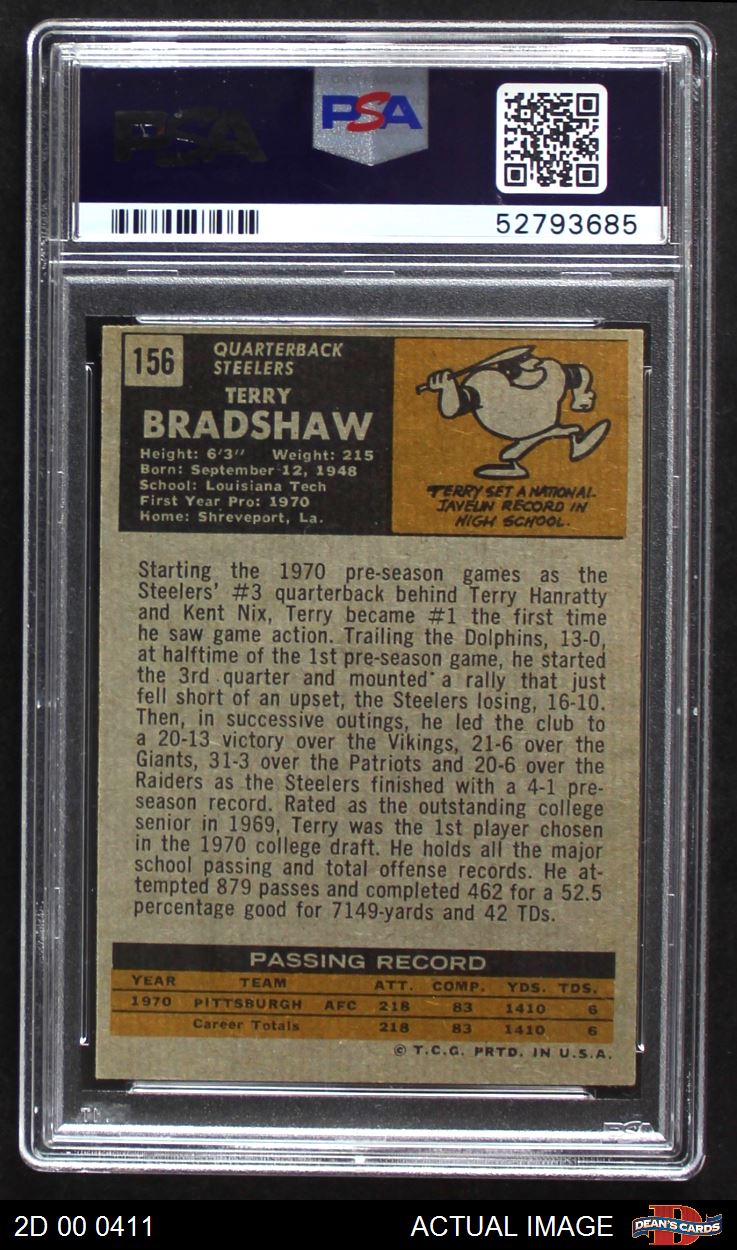 PSA
PSA
52793685
156
QUARTERBACK
STEELERS
TERRY
BRADSHAW
Height: 6'3" Weight: 215
Born: September 12, 1948
School: Louisiana Tech
First Year Pro: 1970
Home: Shreveport, La.
TERRY SET A NATIONAL
JAVELIN RECORD IN
HIGH SCHOOL.
Starting the 1970 pre-season games as the
Steelers' #3 quarterback behind Terry Hanratty
and Kent Nix, Terry became #1 the first time
he saw game action. Trailing the Dolphins, 13-0,
at halftime of the 1st pre-season game, he started
the 3rd quarter and mounted a rally that just
fell short of an upset, the Steelers losing, 16-10.
Then, in successive outings, he led the club to
a 20-13 victory over the Vikings, 21-6 over the
Giants, 31-3 over the Patriots and 20-6 over the
Raiders as the Steelers finished with a 4-1 pre-
season record. Rated as the outstanding college
senior in 1969, Terry was the 1st player chosen
in the 1970 college draft. He holds all the major
school passing and total offense records. He at-
tempted 879 passes and completed 462 for a 52.5
percentage good for 7149-yards and 42 TDs.
PASSING RECORD
YEAR TEAM ATT. COMP. YDS. TDS.
1970 PITTSBURGH AFC 218 83 1410 6
Career Totals 218 83 1410 6
© T.C.G. PRTD. IN U.S.A.
PSA
2D 00 0411
ACTUAL IMAGE
DEAN'S CARDS